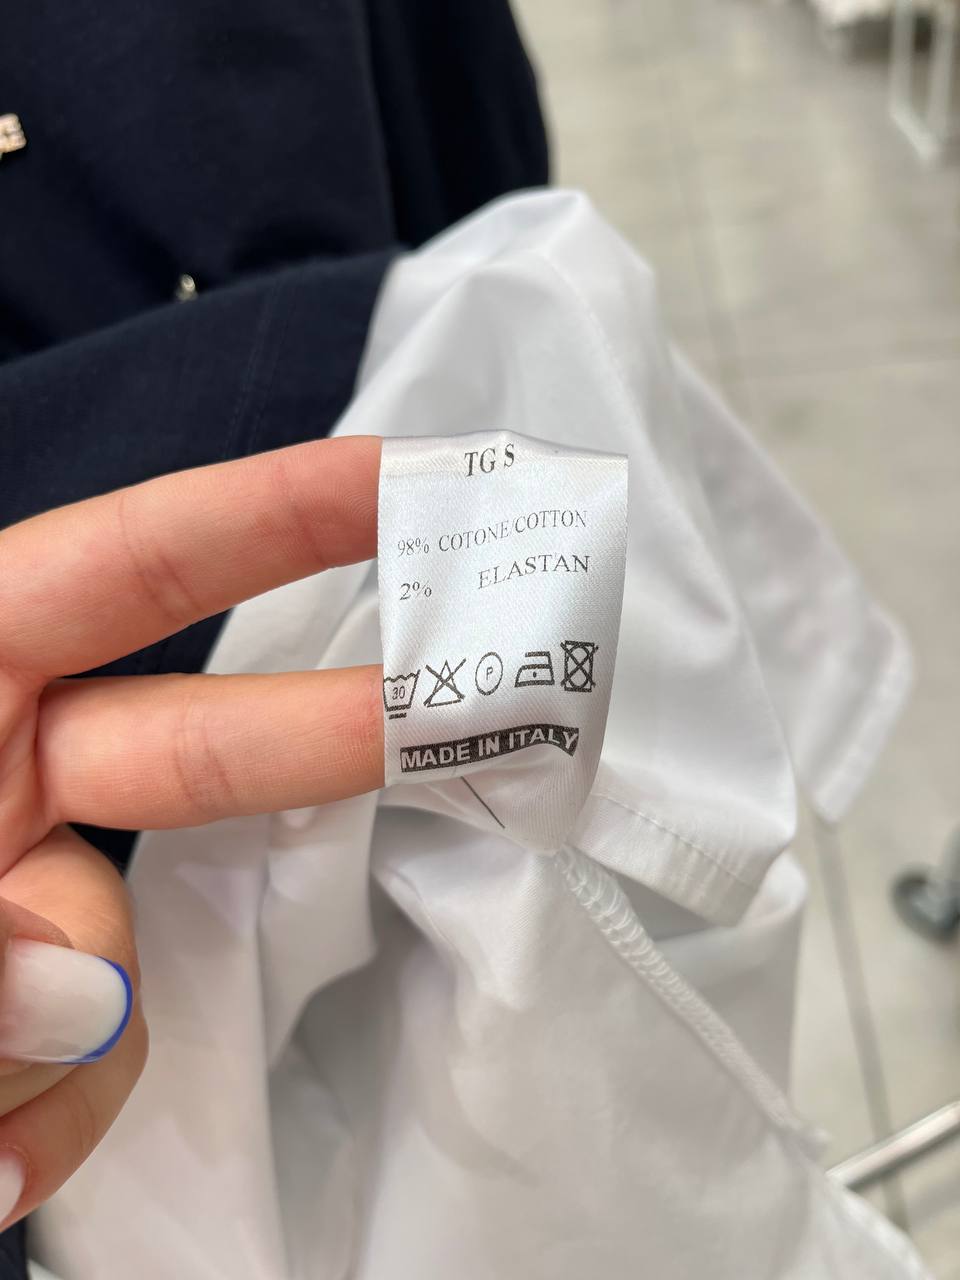 TG S
98% COTONE/COTTON
2% ELASTAN
30
P
MADE IN ITALY